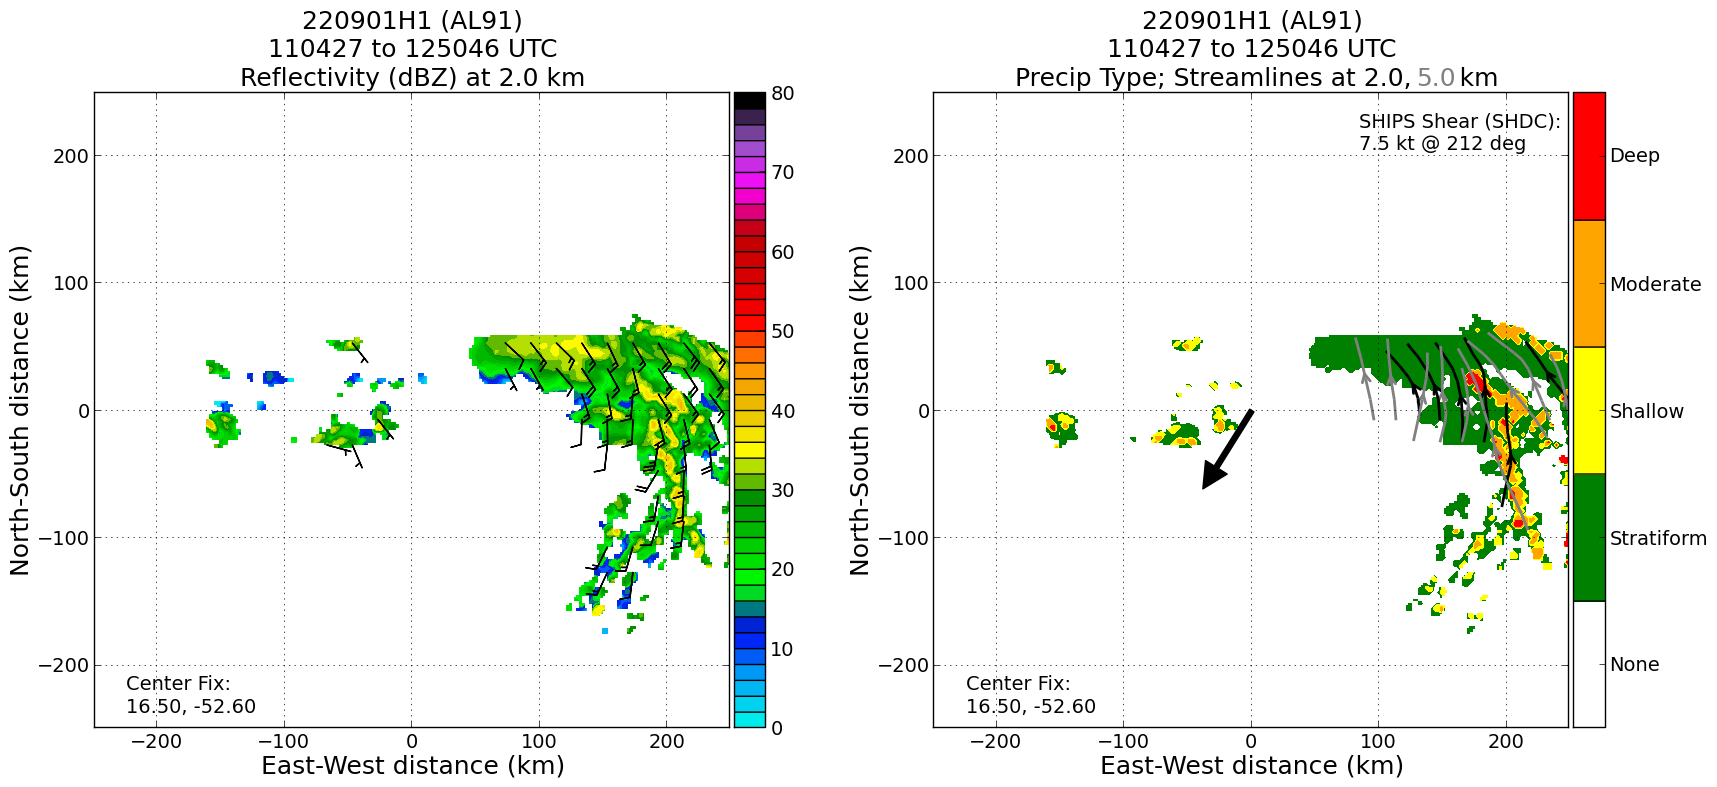 220901H1 (AL91)
110427 to 125046 UTC
Reflectivity (dBZ) at 2.0 km
North-South distance (km)
200
100
0
−100
−200
Center Fix:
16.50, -52.60
−200
−100
0
100
200
East-West distance (km)
80
70
60
50
40
30
20
10
0
220901H1 (AL91)
110427 to 125046 UTC
Precip Type; Streamlines at 2.0, 5.0 km
North-South distance (km)
200
100
0
−100
−200
SHIPS Shear (SHDC):
7.5 kt @ 212 deg
Center Fix:
16.50, -52.60
−200
−100
0
100
200
East-West distance (km)
Deep
Moderate
Shallow
Stratiform
None